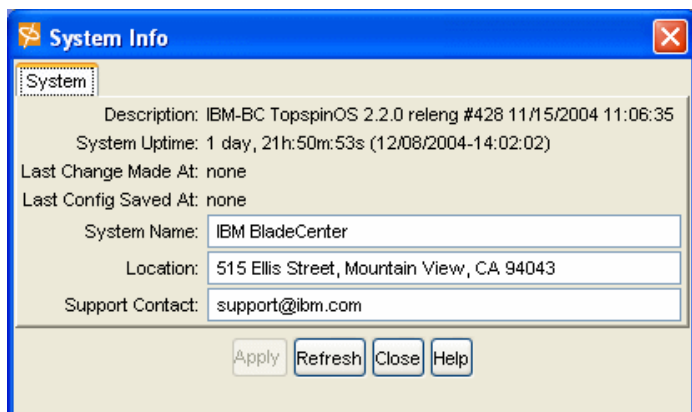 System Info
System
Description: IBM-BC TopspinOS 2.2.0 releng #428 11/15/2004 11:06:35
System Uptime: 1 day, 21h:50m:53s (12/08/2004-14:02:02)
Last Change Made At: none
Last Config Saved At: none
System Name: IBM BladeCenter
Location: 515 Ellis Street, Mountain View, CA 94043
Support Contact: support@ibm.com
Apply Refresh Close Help